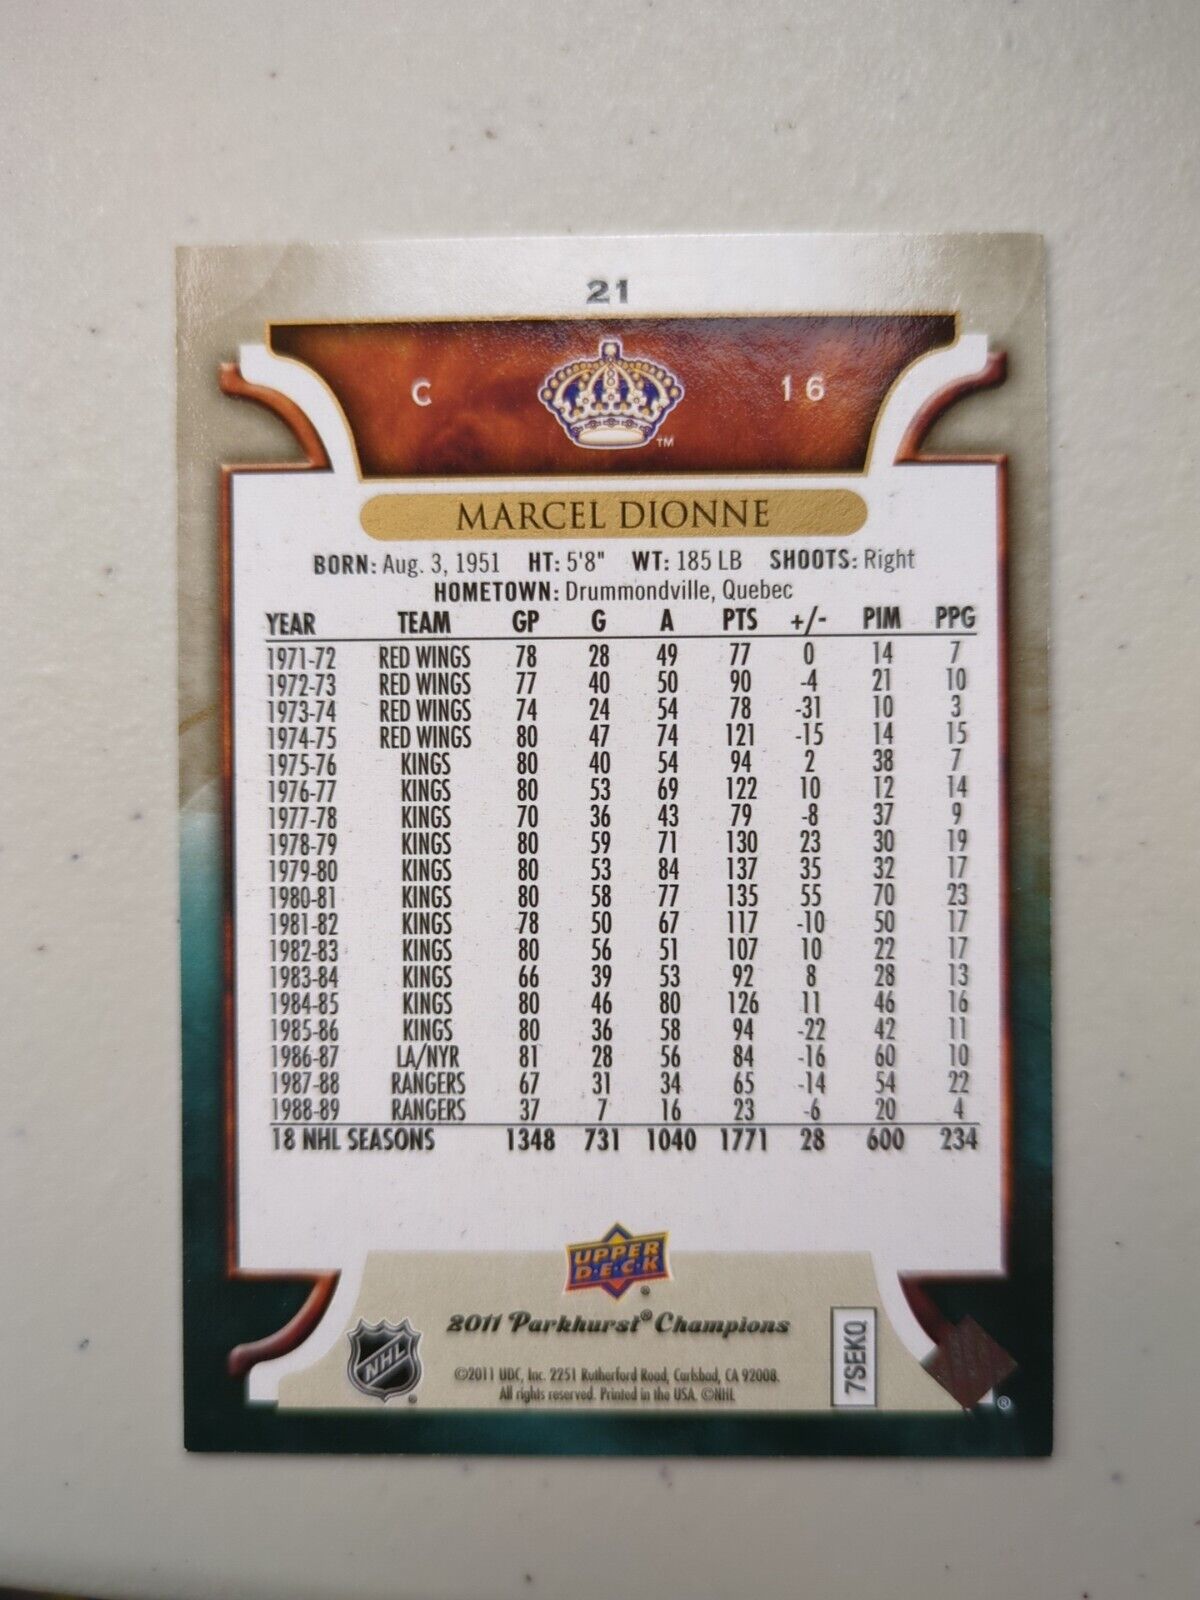 21
C 16
TM
MARCEL DIONNE
BORN: Aug. 3, 1951 HT: 5'8" WT: 185 LB SHOOTS: Right
HOMETOWN: Drummondville, Quebec
YEAR TEAM GP G A PTS +/- PIM PPG
1971-72 RED WINGS 78 28 49 77 0 14 7
1972-73 RED WINGS 77 40 50 90 -4 21 10
1973-74 RED WINGS 74 24 54 78 -31 10 3
1974-75 RED WINGS 80 47 74 121 -15 14 15
1975-76 KINGS 80 40 54 94 2 38 7
1976-77 KINGS 80 53 69 122 10 12 14
1977-78 KINGS 70 36 43 79 -8 37 9
1978-79 KINGS 80 59 71 130 23 30 19
1979-80 KINGS 80 53 84 137 35 32 17
1980-81 KINGS 80 58 77 135 55 70 23
1981-82 KINGS 78 50 67 117 -10 50 17
1982-83 KINGS 80 56 51 107 10 22 17
1983-84 KINGS 66 39 53 92 8 28 13
1984-85 KINGS 80 46 80 126 11 46 16
1985-86 KINGS 80 36 58 94 -22 42 11
1986-87 LA/NYR 81 28 56 84 -16 60 10
1987-88 RANGERS 67 31 34 65 -14 54 22
1988-89 RANGERS 37 7 16 23 -6 20 4
18 NHL SEASONS 1348 731 1040 1771 28 600 234
UPPER
D·E·C·K
®
2011 Parkhurst® Champions
NHL
®
©2011 UDC, Inc. 2251 Rutherford Road, Carlsbad, CA 92008.
All rights reserved. Printed in the USA. ©NHL
7SEKQ
®